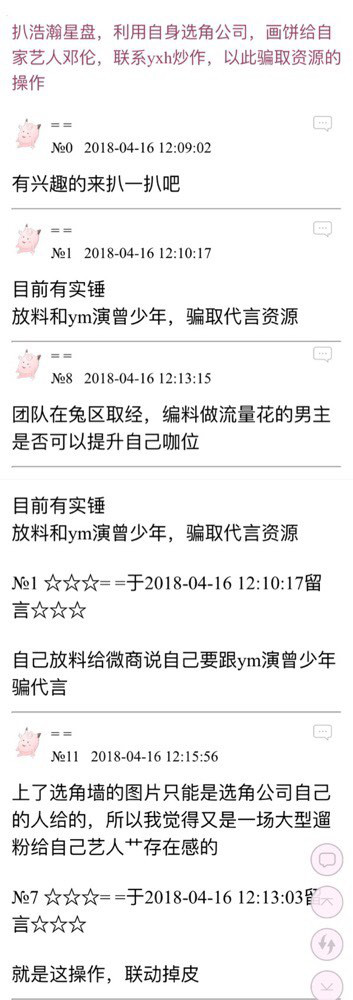 扒浩瀚星盘，利用自身选角公司，画饼给自
家艺人邓伦，联系yxh炒作，以此骗取资源的
操作
= =
№0 2018-04-16 12:09:02
有兴趣的来扒一扒吧
= =
№1 2018-04-16 12:10:17
目前有实锤
放料和ym演曾少年，骗取代言资源
= =
№8 2018-04-16 12:13:15
团队在兔区取经，编料做流量花的男主
是否可以提升自己咖位
目前有实锤
放料和ym演曾少年，骗取代言资源
№1 ☆☆☆= =于2018-04-16 12:10:17留
言☆☆☆
自己放料给微商说自己要跟ym演曾少年
骗代言
= =
№11 2018-04-16 12:15:56
上了选角墙的图片只能是选角公司自己
的人给的，所以我觉得又是一场大型遛
粉给自己艺人艹存在感的
№7 ☆☆☆= =于2018-04-16 12:13:03留
言☆☆☆
就是这操作，联动掉皮